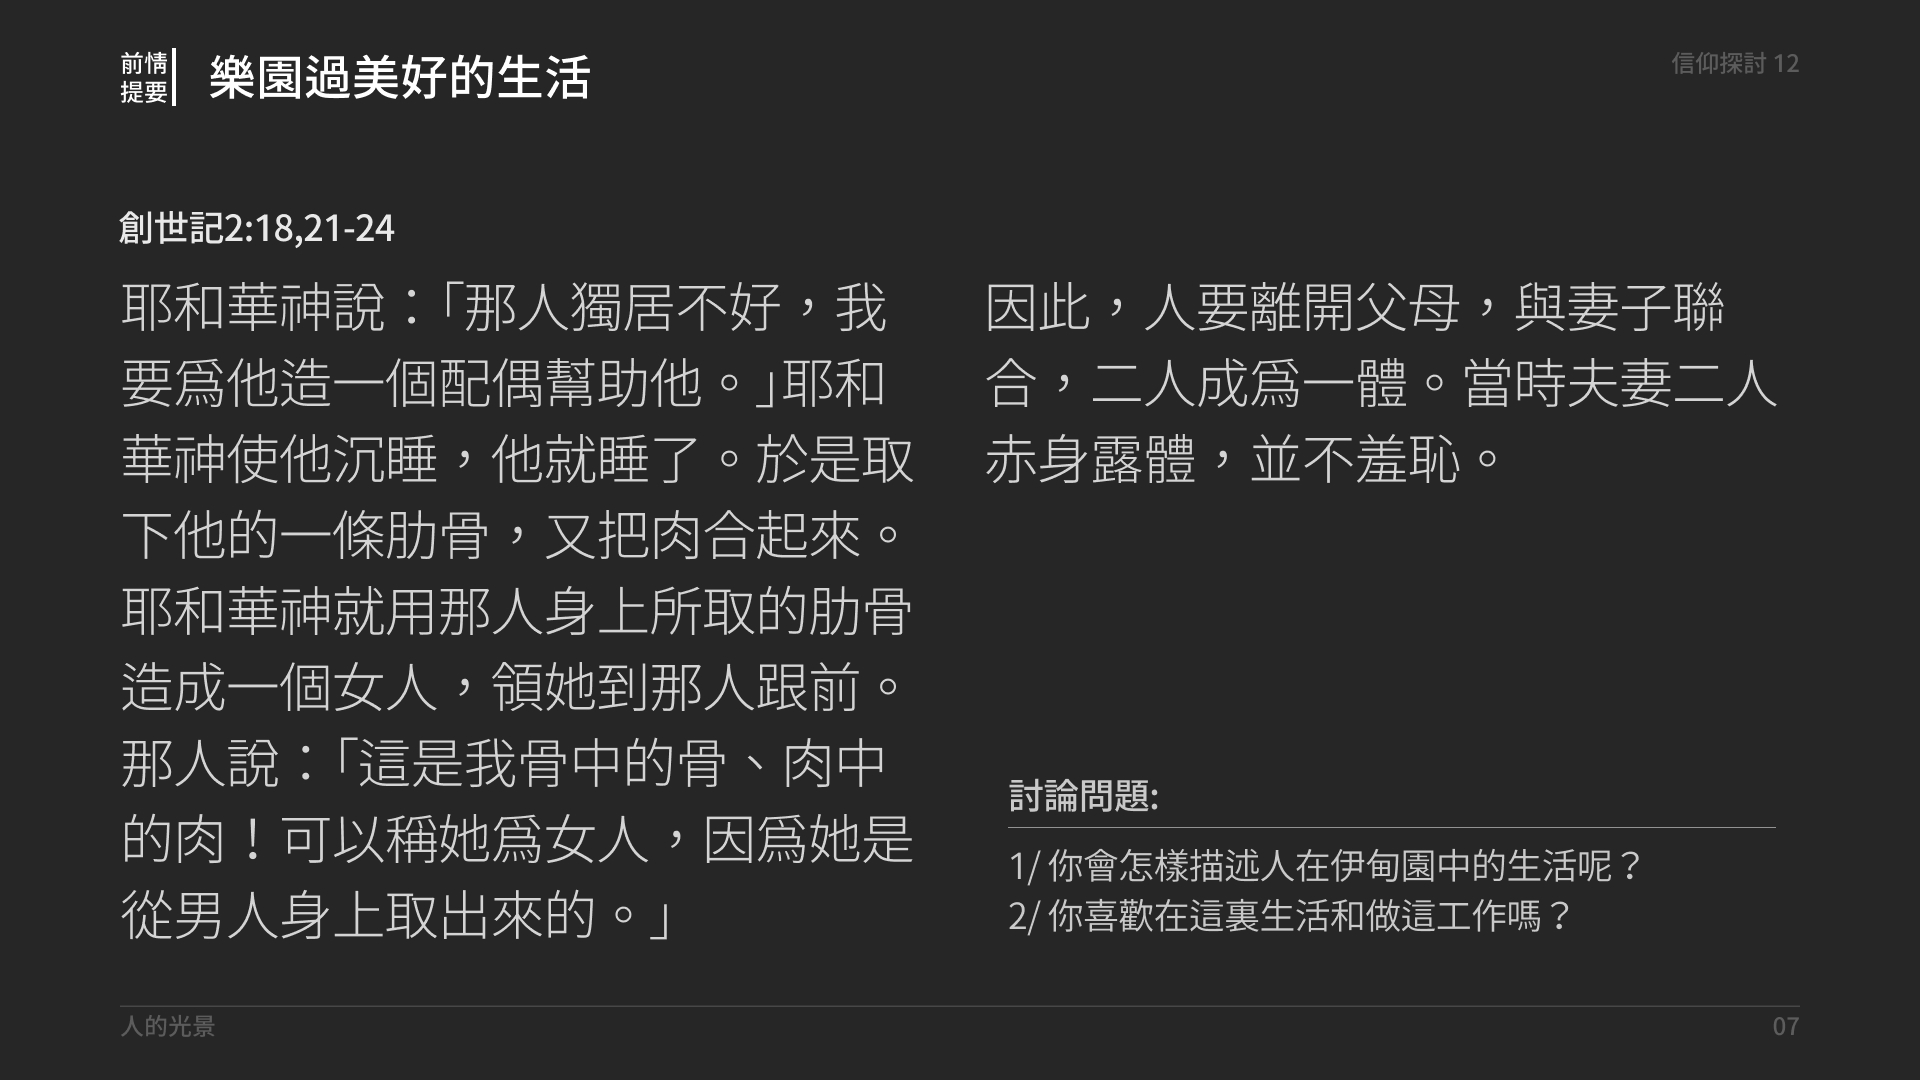 前情
提要
樂園過美好的生活
信仰探討 12
創世記2:18,21-24
耶和華神說：「那人獨居不好，我
要爲他造一個配偶幫助他。」耶和
華神使他沉睡，他就睡了。於是取
下他的一條肋骨，又把肉合起來。
耶和華神就用那人身上所取的肋骨
造成一個女人，領她到那人跟前。
那人說：「這是我骨中的骨、肉中
的肉！可以稱她爲女人，因爲她是
從男人身上取出來的。」
因此，人要離開父母，與妻子聯
合，二人成爲一體。當時夫妻二人
赤身露體，並不羞恥。
討論問題:
1/ 你會怎樣描述人在伊甸園中的生活呢？
2/ 你喜歡在這裏生活和做這工作嗎？
人的光景
07